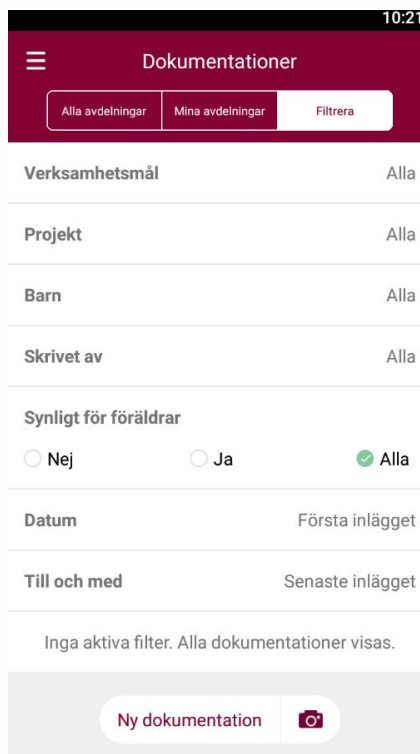 10:21
Dokumentationer
Alla avdelningar Mina avdelningar Filtrera
Verksamhetsmål Alla
Projekt Alla
Barn Alla
Skrivet av Alla
Synligt för föräldrar
Nej Ja Alla
Datum Första inlägget
Till och med Senaste inlägget
Inga aktiva filter. Alla dokumentationer visas.
Ny dokumentation